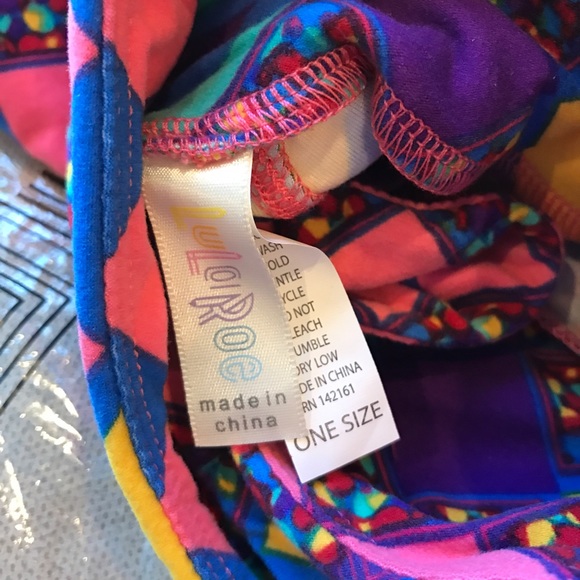 LuLaRoe
made in
china
WASH
OLD
NTLE
YCLE
O NOT
LEACH
UMBLE
DRY LOW
DE IN CHINA
RN 142161
ONE SIZE